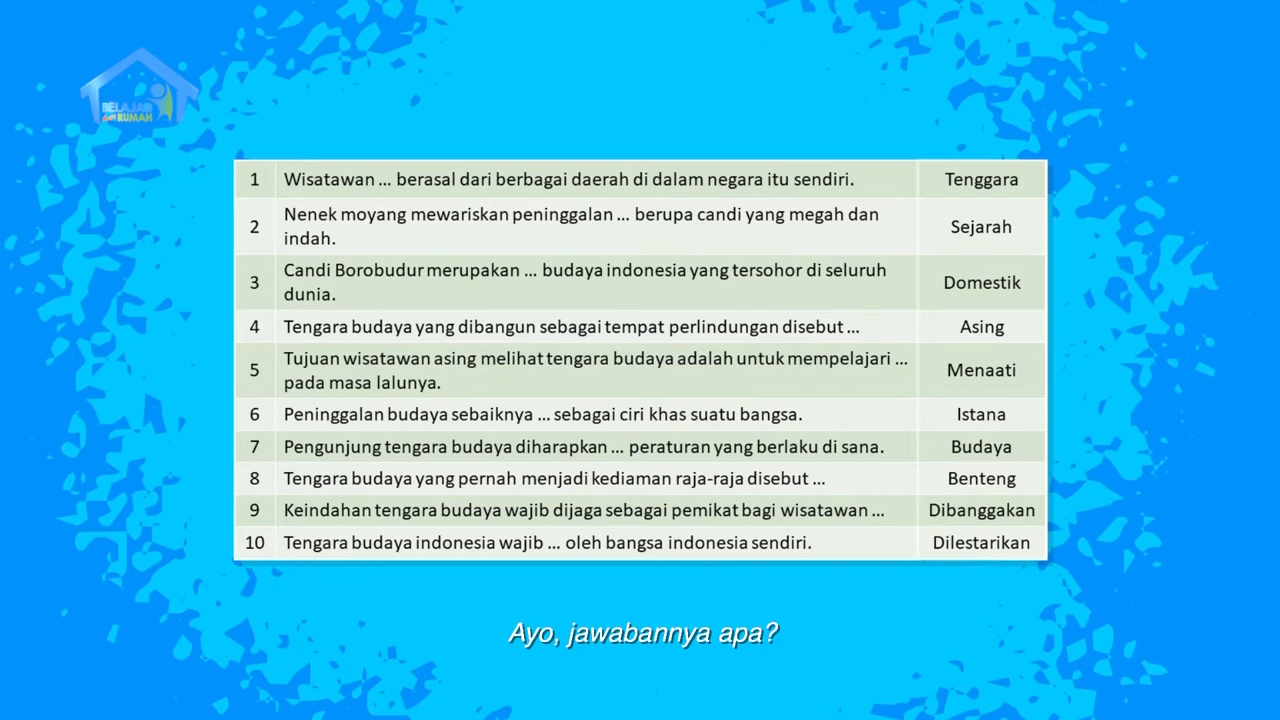 BELAJAR
dari RUMAH
1 Wisatawan ... berasal dari berbagai daerah di dalam negara itu sendiri. Tenggara
2 Nenek moyang mewariskan peninggalan ... berupa candi yang megah dan
indah. Sejarah
3 Candi Borobudur merupakan ... budaya indonesia yang tersohor di seluruh
dunia. Domestik
4 Tengara budaya yang dibangun sebagai tempat perlindungan disebut ... Asing
5 Tujuan wisatawan asing melihat tengara budaya adalah untuk mempelajari ...
pada masa lalunya. Menaati
6 Peninggalan budaya sebaiknya ... sebagai ciri khas suatu bangsa. Istana
7 Pengunjung tengara budaya diharapkan ... peraturan yang berlaku di sana. Budaya
8 Tengara budaya yang pernah menjadi kediaman raja-raja disebut ... Benteng
9 Keindahan tengara budaya wajib dijaga sebagai pemikat bagi wisatawan ... Dibanggakan
10 Tengara budaya indonesia wajib ... oleh bangsa indonesia sendiri. Dilestarikan
Ayo, jawabannya apa?